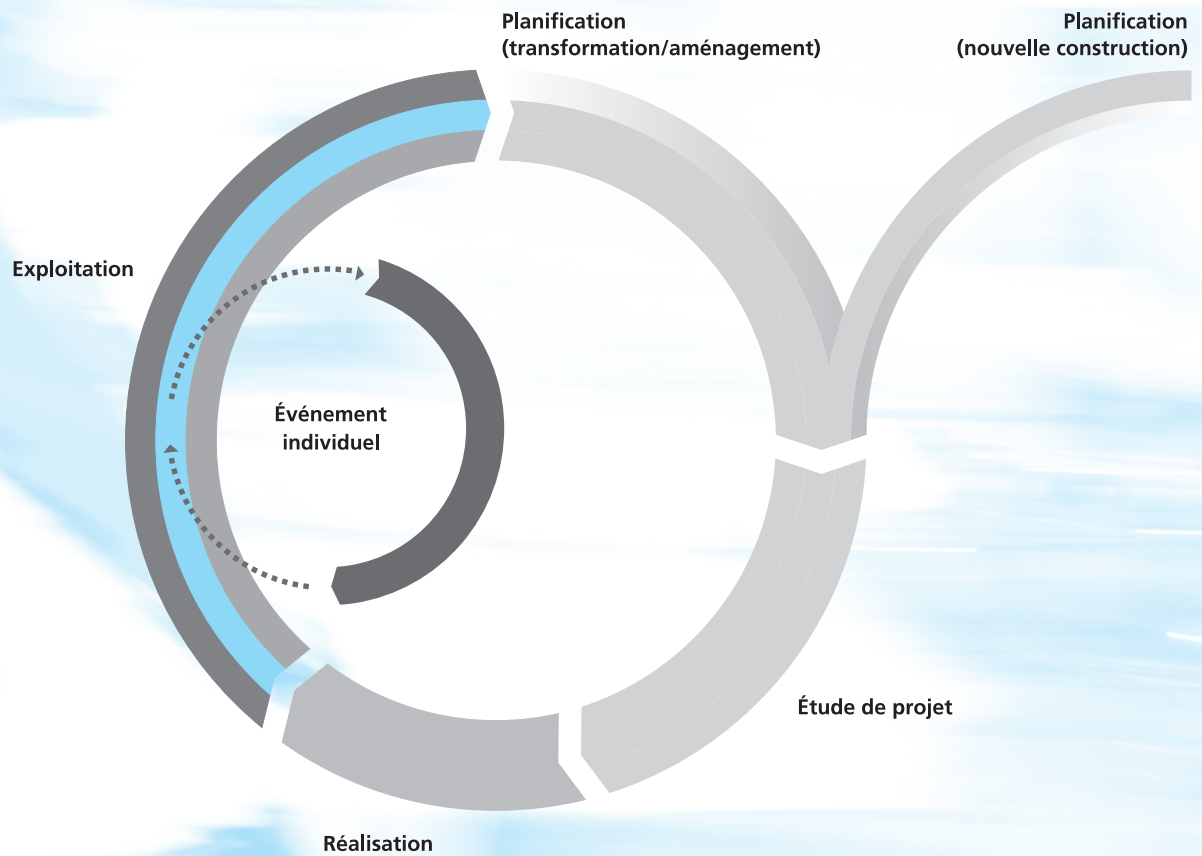 Planification
(transformation/aménagement)
Planification
(nouvelle construction)
Exploitation
Événement
individuel
Étude de projet
Réalisation